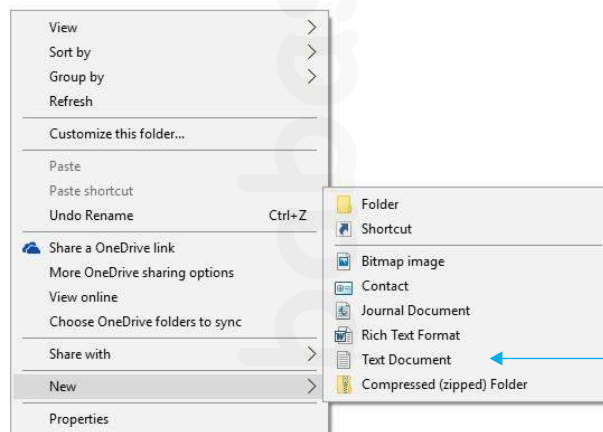 View
Sort by
Group by
Refresh
Customize this folder...
Paste
Paste shortcut
Undo Rename Ctrl+Z
Share a OneDrive link
More OneDrive sharing options
View online
Choose OneDrive folders to sync
Share with
New
Properties
Folder
Shortcut
Bitmap image
Contact
Journal Document
Rich Text Format
Text Document
Compressed (zipped) Folder